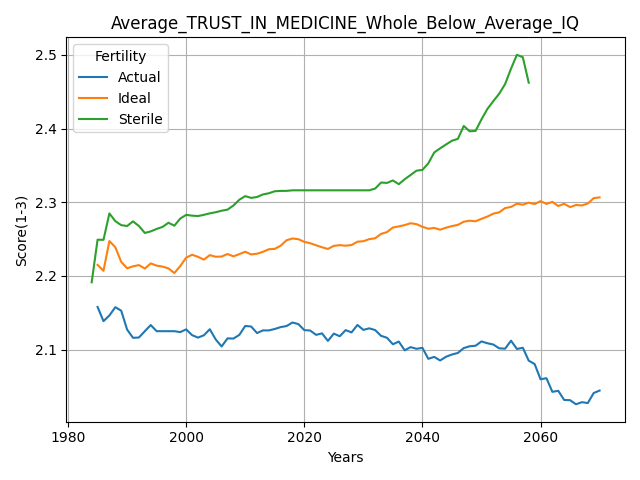 Average_TRUST_IN_MEDICINE_Whole_Below_Average_IQ
Fertility
Actual
Ideal
Sterile
Score(1-3)
2.5
2.4
2.3
2.2
2.1
1980
2000
2020
2040
2060
Years